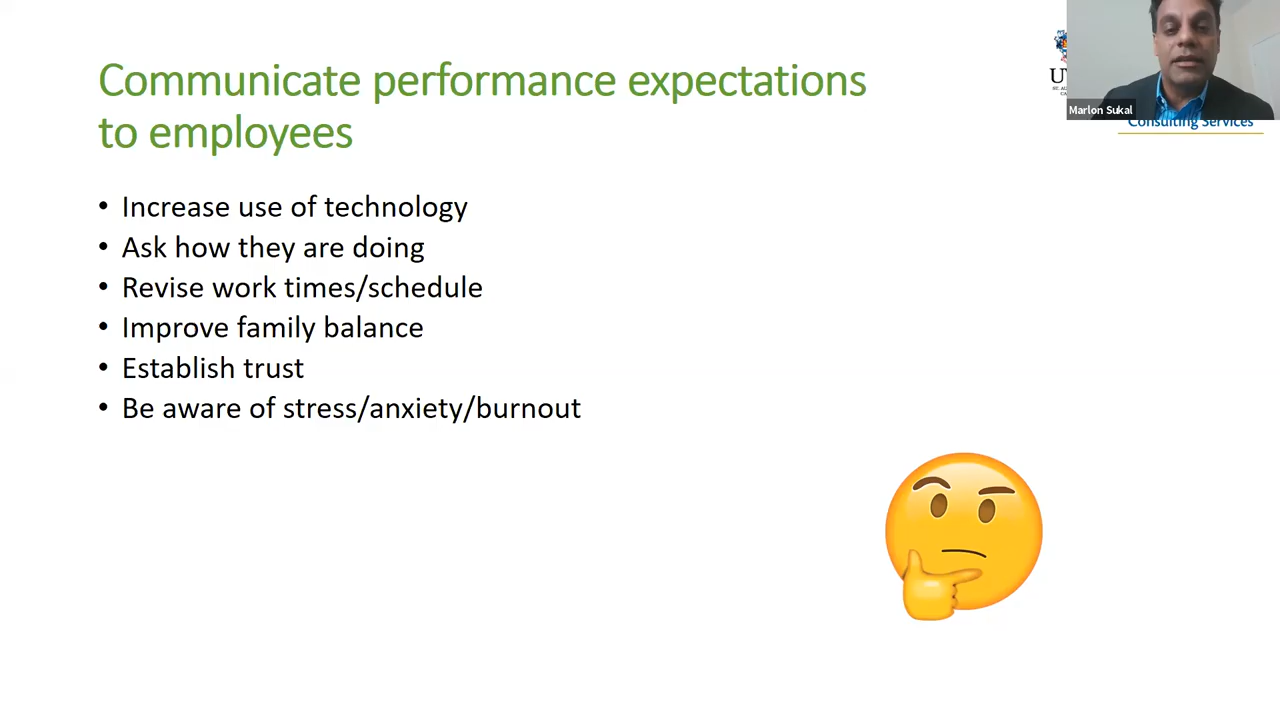 Communicate performance expectations
to employees
• Increase use of technology
• Ask how they are doing
• Revise work times/schedule
• Improve family balance
• Establish trust
• Be aware of stress/anxiety/burnout
Marlon Sukal
Consulting Services